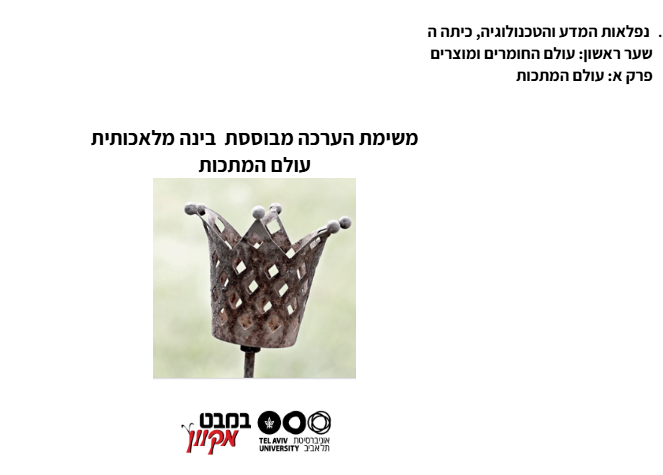 . נפלאות המדע והטכנולוגיה, כיתה ה
שער ראשון: עולם החומרים ומוצרים
פרק א: עולם המתכות
משימת הערכה מבוססת בינה מלאכותית
עולם המתכות
במבט
מקוון
TEL AVIV אוניברסיטת
UNIVERSITY תל אביב